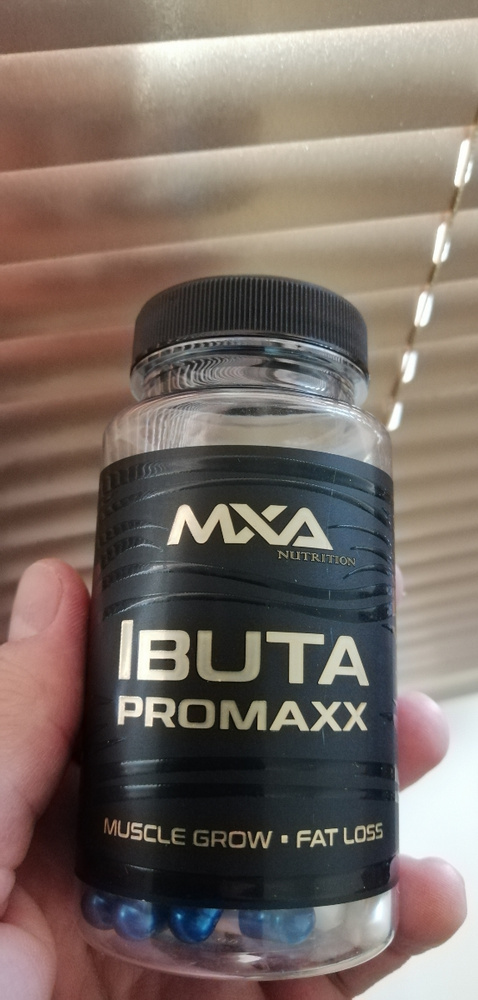 MXA
NUTRITION
IBUTA
PROMAXX
MUSCLE GROW ▪ FAT LOSS